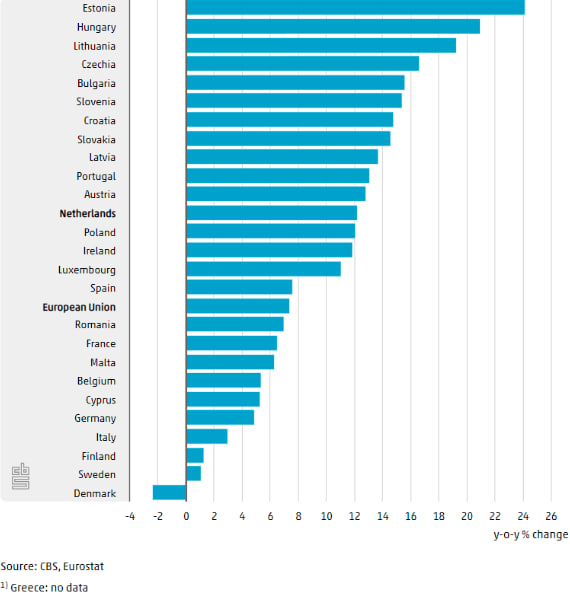 Estonia
Hungary
Lithuania
Czechia
Bulgaria
Slovenia
Croatia
Slovakia
Latvia
Portugal
Austria
Netherlands
Poland
Ireland
Luxembourg
Spain
European Union
Romania
France
Malta
Belgium
Cyprus
Germany
Italy
Finland
Sweden
Denmark
-4 -2 0 2 4 6 8 10 12 14 16 18 20 22 24 26
y-o-y % change
Source: CBS, Eurostat
1) Greece: no data